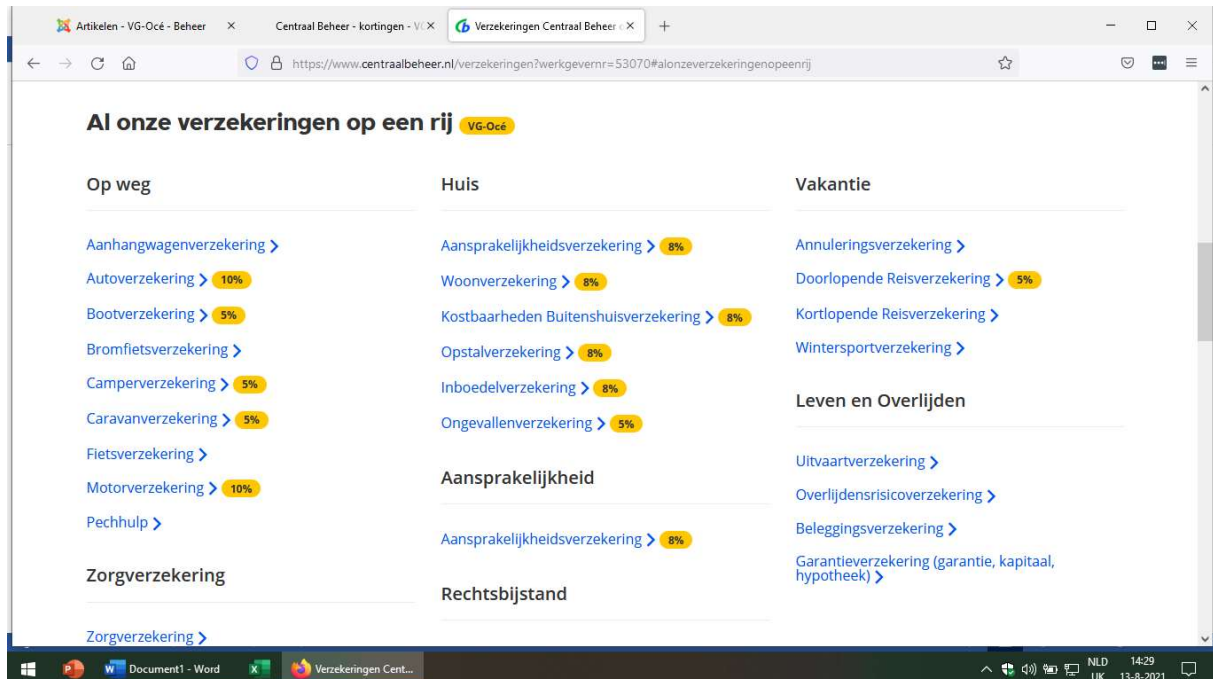 Artikelen - VG-Océ - Beheer
Centraal Beheer - kortingen - VG
Verzekeringen Centraal Beheer
https://www.centraalbeheer.nl/verzekeringen?werkgevernr=53070#alonzeverzekeringenopeenrij
Al onze verzekeringen op een rij VG-Océ
Op weg
Aanhangwagenverzekering
Autoverzekering 10%
Bootverzekering 5%
Bromfietsverzekering
Camperverzekering 5%
Caravanverzekering 5%
Fietsverzekering
Motorverzekering 10%
Pechhulp
Zorgverzekering
Zorgverzekering
Huis
Aansprakelijkheidsverzekering 8%
Woonverzekering 8%
Kostbaarheden Buitenshuisverzekering 8%
Opstalverzekering 8%
Inboedelverzekering 8%
Ongevallenverzekering 5%
Aansprakelijkheid
Aansprakelijkheidsverzekering 8%
Rechtsbijstand
Vakantie
Annuleringsverzekering
Doorlopende Reisverzekering 5%
Kortlopende Reisverzekering
Wintersportverzekering
Leven en Overlijden
Uitvaartverzekering
Overlijdensrisicoverzekering
Beleggingsverzekering
Garantieverzekering (garantie, kapitaal,
hypotheek)
Document1 - Word
Verzekeringen Cent...
NLD
UK
14:29
13-8-2021